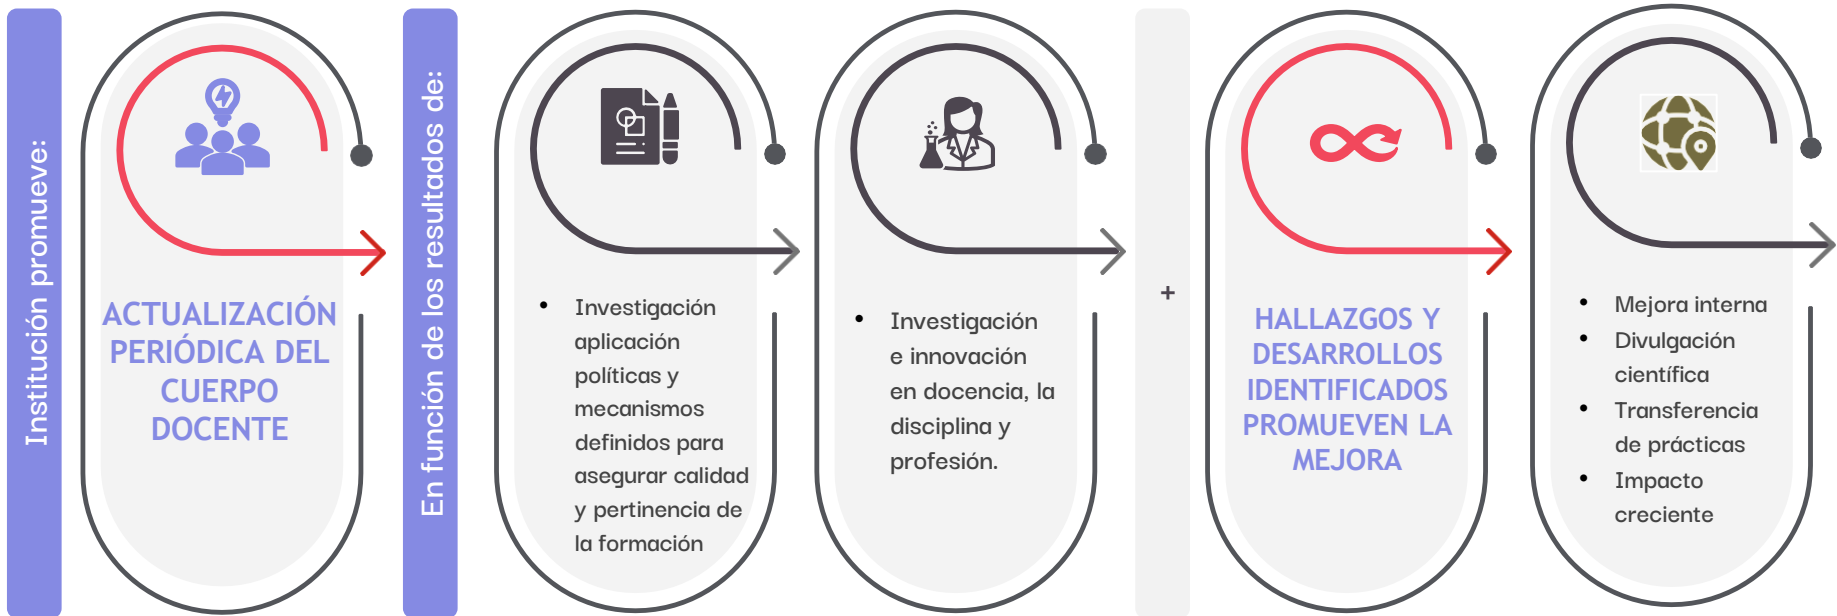 Institución promueve:
ACTUALIZACIÓN
PERIÓDICA DEL
CUERPO
DOCENTE
En función de los resultados de:
• Investigación
aplicación
políticas y
mecanismos
definidos para
asegurar calidad
y pertinencia de
la formación
• Investigación
e innovación
en docencia, la
disciplina y
profesión.
+
HALLAZGOS Y
DESARROLLOS
IDENTIFICADOS
PROMUEVEN LA
MEJORA
• Mejora interna
• Divulgación
científica
• Transferencia
de prácticas
• Impacto
creciente